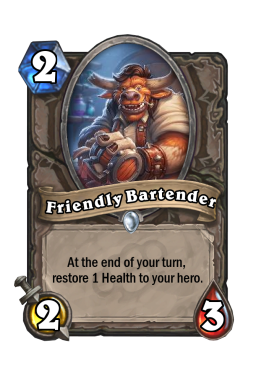 2
Friendly Bartender
At the end of your turn,
restore 1 Health to your hero.
2
3